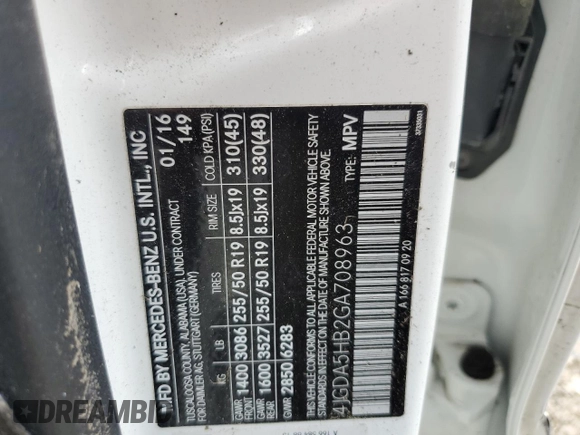 MFD BY MERCEDES-BENZ U.S. INTL., INC
TUSCALOOSA COUNTY, ALABAMA (USA), UNDER CONTRACT
FOR DAIMLER AG, STUTTGART (GERMANY)
01/16
149
KG LB TIRES RIM SIZE COLD KPA(PSI)
GAWR FRONT 1400 3086 255/50 R19 8.5Jx19 310(45)
GAWR REAR 1600 3527 255/50 R19 8.5Jx19 330(48)
GVWR 2850 6283
THIS VEHICLE CONFORMS TO ALL APPLICABLE FEDERAL MOTOR VEHICLE SAFETY
STANDARDS IN EFFECT ON THE DATE OF MANUFACTURE SHOWN ABOVE.
4JGDA5HB2GA708963
TYPE: MPV
A 166 817 09 20
EPICVIN.COM